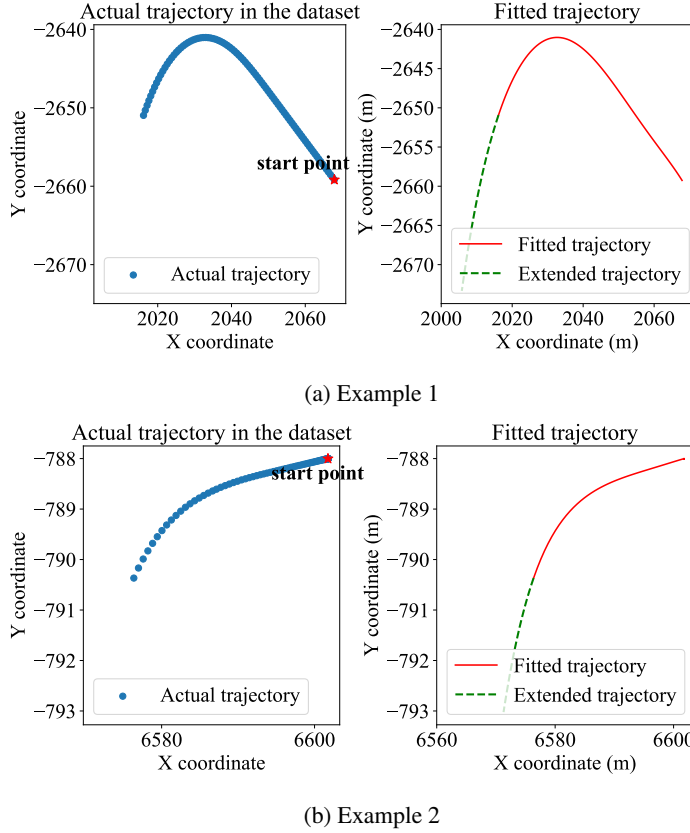 Actual trajectory in the dataset
Fitted trajectory
−2640
−2650
−2660
−2670
Y coordinate
start point
Actual trajectory
2020
2040
2060
X coordinate
−2640
−2645
−2650
−2655
−2660
−2665
−2670
Y coordinate (m)
Fitted trajectory
Extended trajectory
2000
2020
2040
2060
X coordinate (m)
(a) Example 1
Actual trajectory in the dataset
Fitted trajectory
−788
−789
−790
−791
−792
−793
Y coordinate
start point
Actual trajectory
6580
6600
X coordinate
−788
−789
−790
−791
−792
−793
Y coordinate (m)
Fitted trajectory
Extended trajectory
6560
6580
6600
X coordinate (m)
(b) Example 2